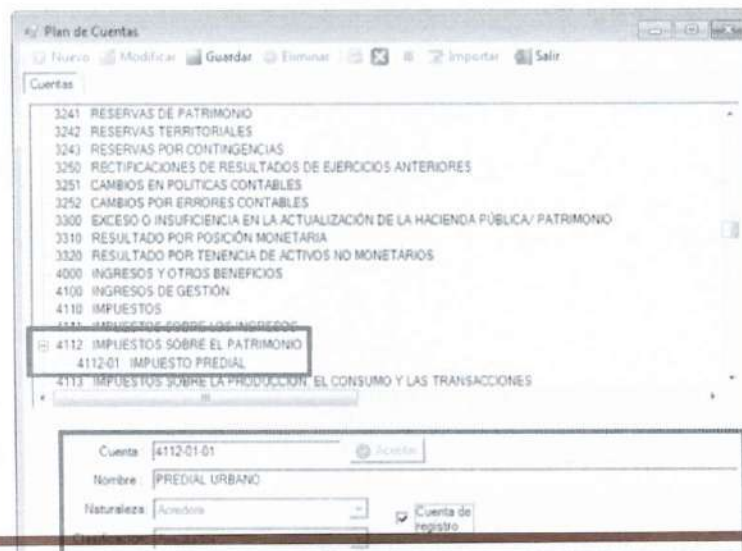 Plan de Cuentas
Nuevo Modificar Guardar Eliminar Importar Salir
Cuentas
3241 RESERVAS DE PATRIMONIO
3242 RESERVAS TERRITORIALES
3243 RESERVAS POR CONTINGENCIAS
3250 RECTIFICACIONES DE RESULTADOS DE EJERCICIOS ANTERIORES
3251 CAMBIOS EN POLITICAS CONTABLES
3252 CAMBIOS POR ERRORES CONTABLES
3300 EXCESO O INSUFICIENCIA EN LA ACTUALIZACIÓN DE LA HACIENDA PÚBLICA/ PATRIMONIO
3310 RESULTADO POR POSICIÓN MONETARIA
3320 RESULTADO POR TENENCIA DE ACTIVOS NO MONETARIOS
4000 INGRESOS Y OTROS BENEFICIOS
4100 INGRESOS DE GESTIÓN
4110 IMPUESTOS
4111 IMPUESTOS SOBRE LOS INGRESOS
4112 IMPUESTOS SOBRE EL PATRIMONIO
4112-01 IMPUESTO PREDIAL
4113 IMPUESTOS SOBRE LA PRODUCCIÓN, EL CONSUMO Y LAS TRANSACCIONES
Cuenta 4112-01-01 Aceptar
Nombre PREDIAL URBANO
Naturaleza Acreedora Cuenta de registro